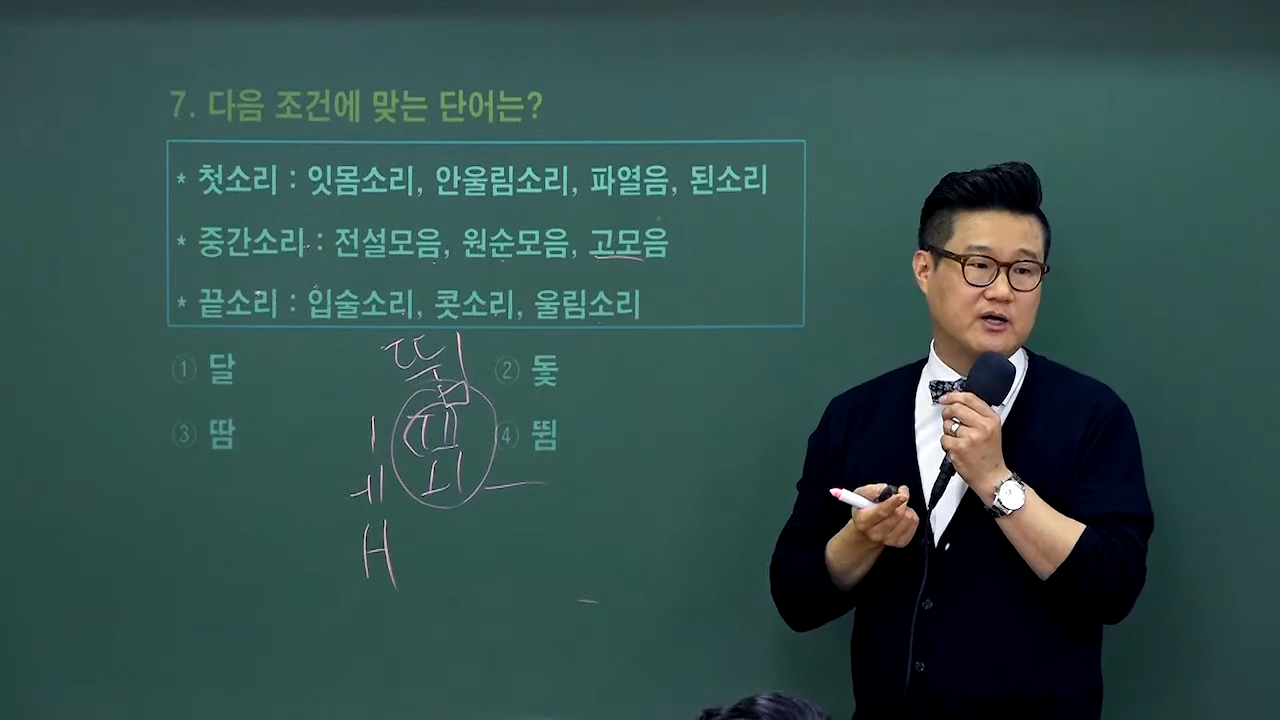 7. 다음 조건에 맞는 단어는?
* 첫소리 : 잇몸소리, 안울림소리, 파열음, 된소리
* 중간소리 : 전설모음, 원순모음, 고모음
* 끝소리 : 입술소리, 콧소리, 울림소리
① 달
② 돛
③ 땀
④ 뜀
뜀
ㅣ ㅟ
ㅔ ㅚ ㅡ
ㅐ